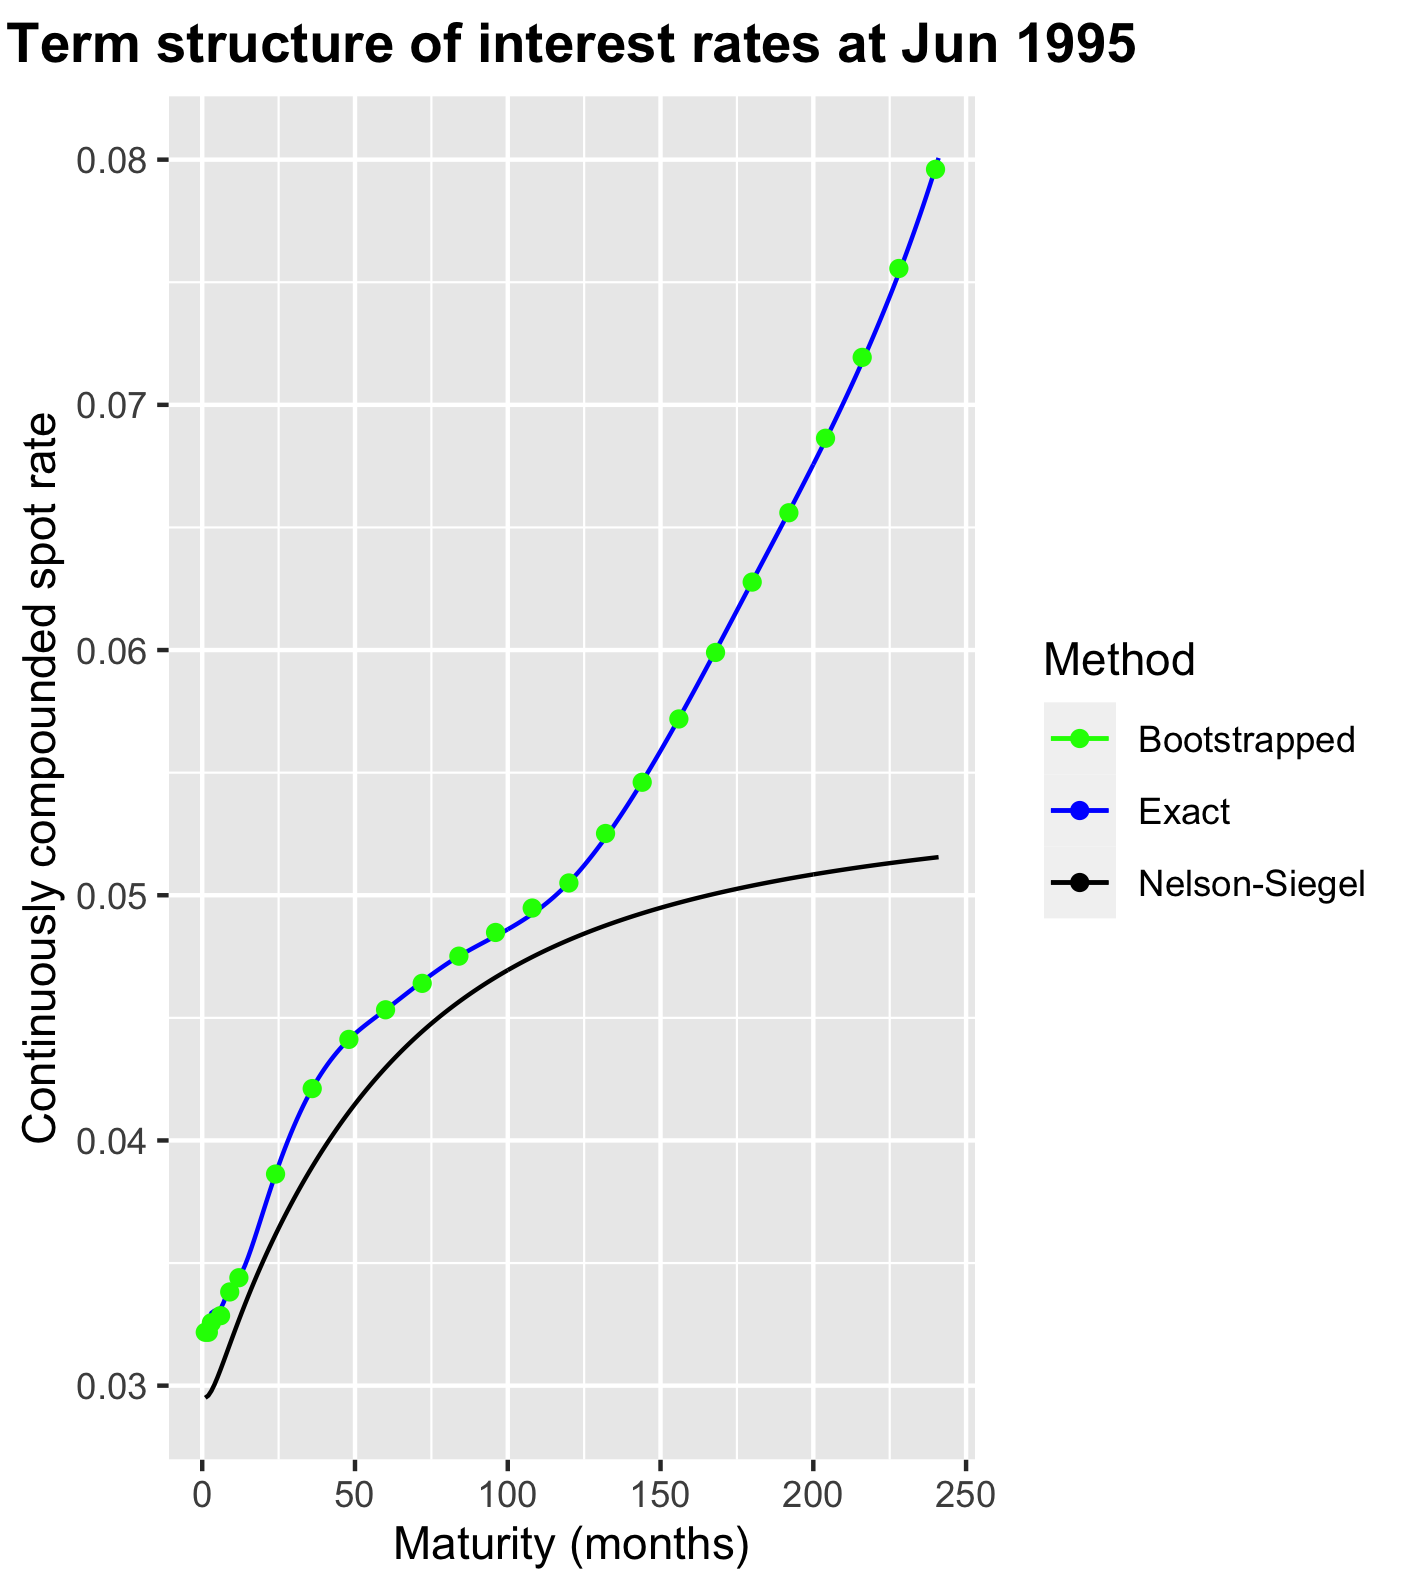 Term structure of interest rates at Jun 1995
Continuously compounded spot rate
0.08
0.07
0.06
0.05
0.04
0.03
0
50
100
150
200
250
Maturity (months)
Method
Bootstrapped
Exact
Nelson-Siegel